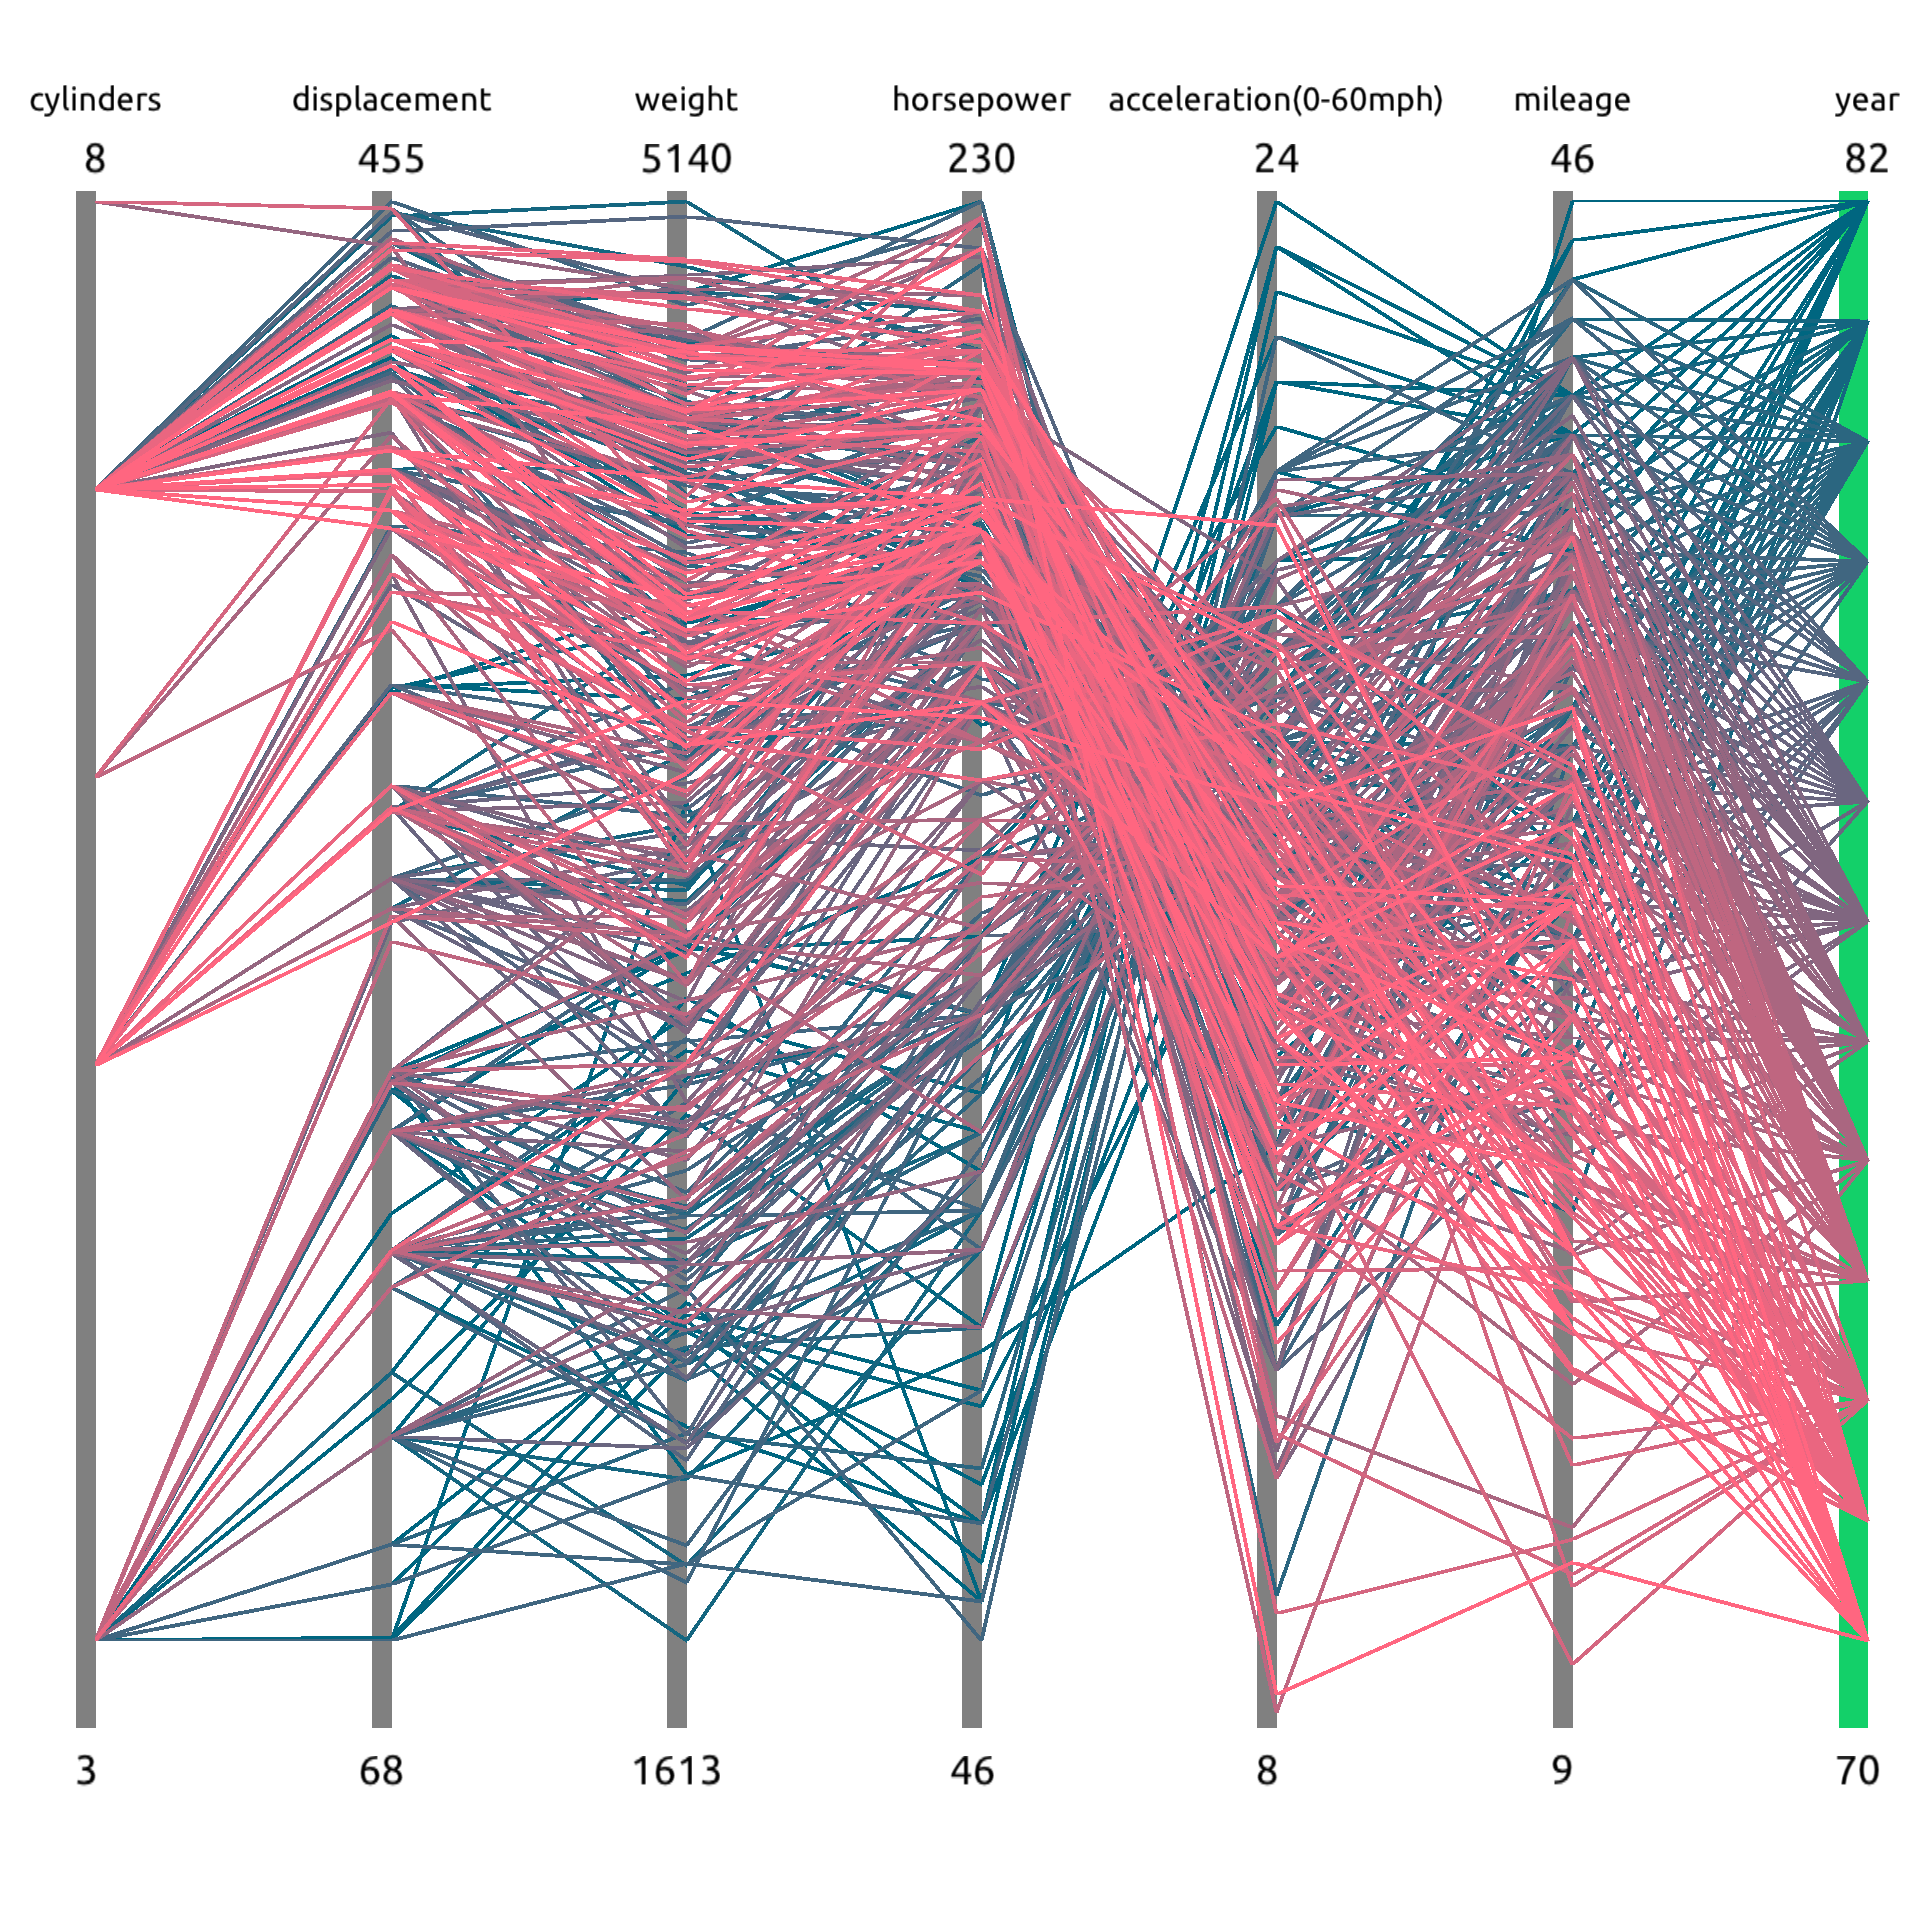 cylinders displacement weight horsepower acceleration(0-60mph) mileage year
8 455 5140 230 24 46 82
3 68 1613 46 8 9 70